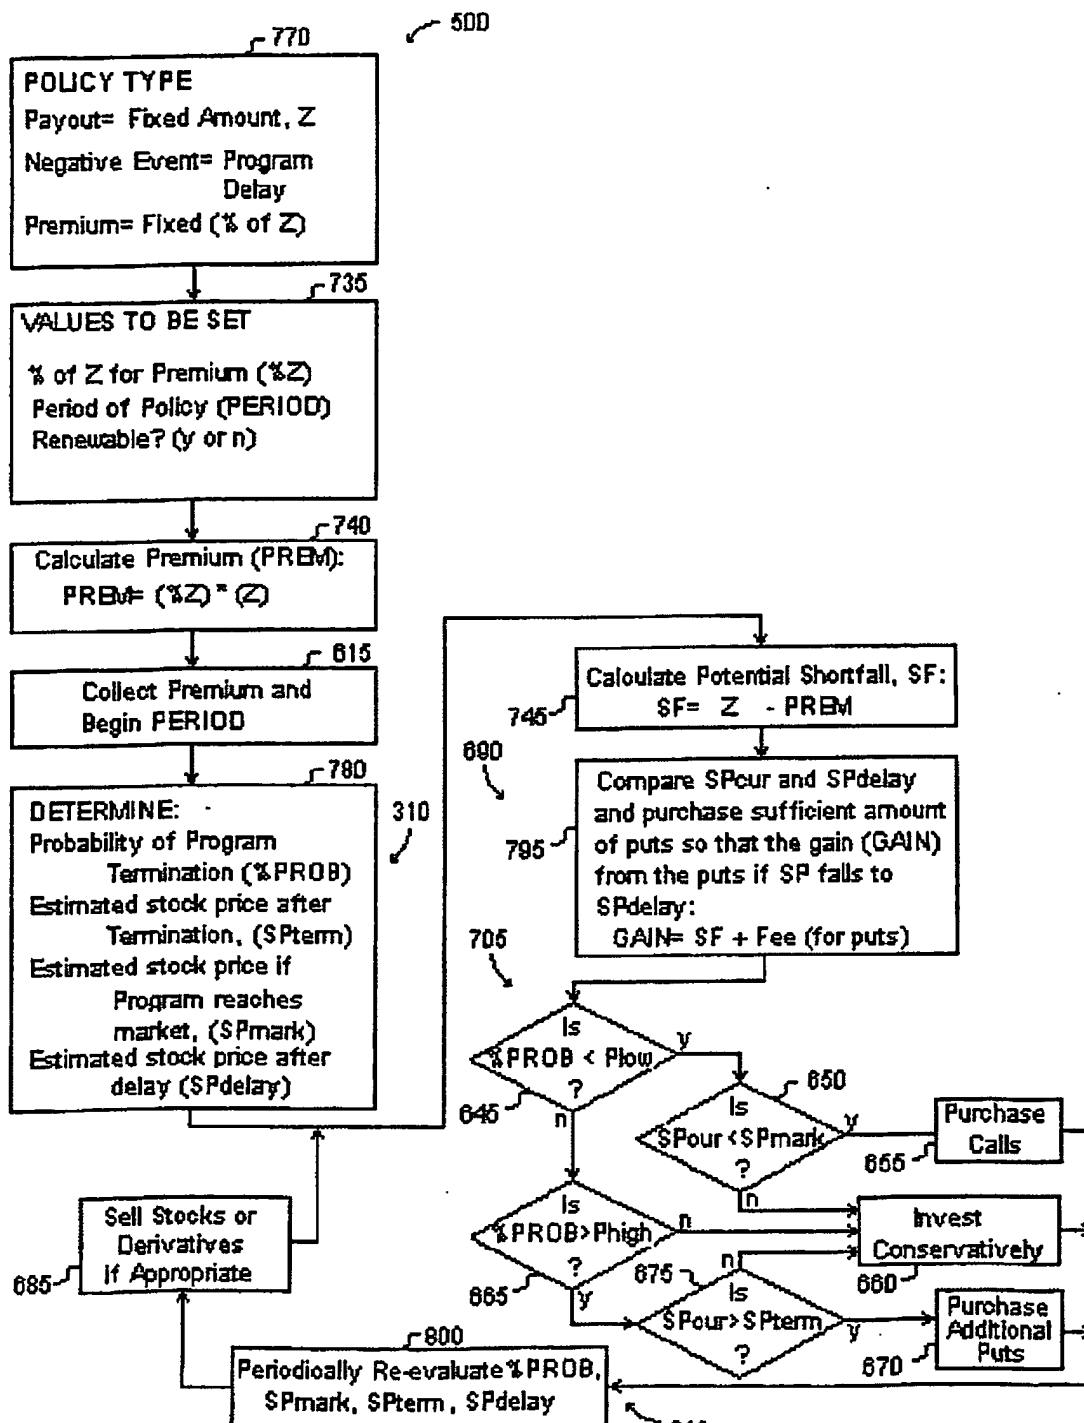 500
770
POLICY TYPE
Payout= Fixed Amount, Z
Negative Event= Program
Delay
Premium= Fixed (% of Z)
735
VALUES TO BE SET
% of Z for Premium (%Z)
Period of Policy (PERIOD)
Renewable? (y or n)
740
Calculate Premium (PREM):
PREM= (%Z) * (Z)
615
Collect Premium and
Begin PERIOD
780
DETERMINE:
Probability of Program
Termination (%PROB)
Estimated stock price after
Termination, (SPterm)
Estimated stock price if
Program reaches
market, (SPmark)
Estimated stock price after
delay (SPdelay)
310
Calculate Potential Shortfall, SF:
SF= Z - PREM
745
690
Compare SPcur and SPdelay
and purchase sufficient amount
of puts so that the gain (GAIN)
from the puts if SP falls to
SPdelay:
GAIN= SF + Fee (for puts)
795
705
Is
%PROB < Plow
?
y
n
645
650
Is
SPcur<SPmark
?
y
n
655
Purchase
Calls
Is
%PROB>Phigh
?
n
y
665
Invest
Conservatively
660
675
n
Is
SPcur>SPterm
?
y
Purchase
Additional
Puts
670
Sell Stocks or
Derivatives
if Appropriate
685
800
Periodically Re-evaluate %PROB,
SPmark, SPterm, SPdelay